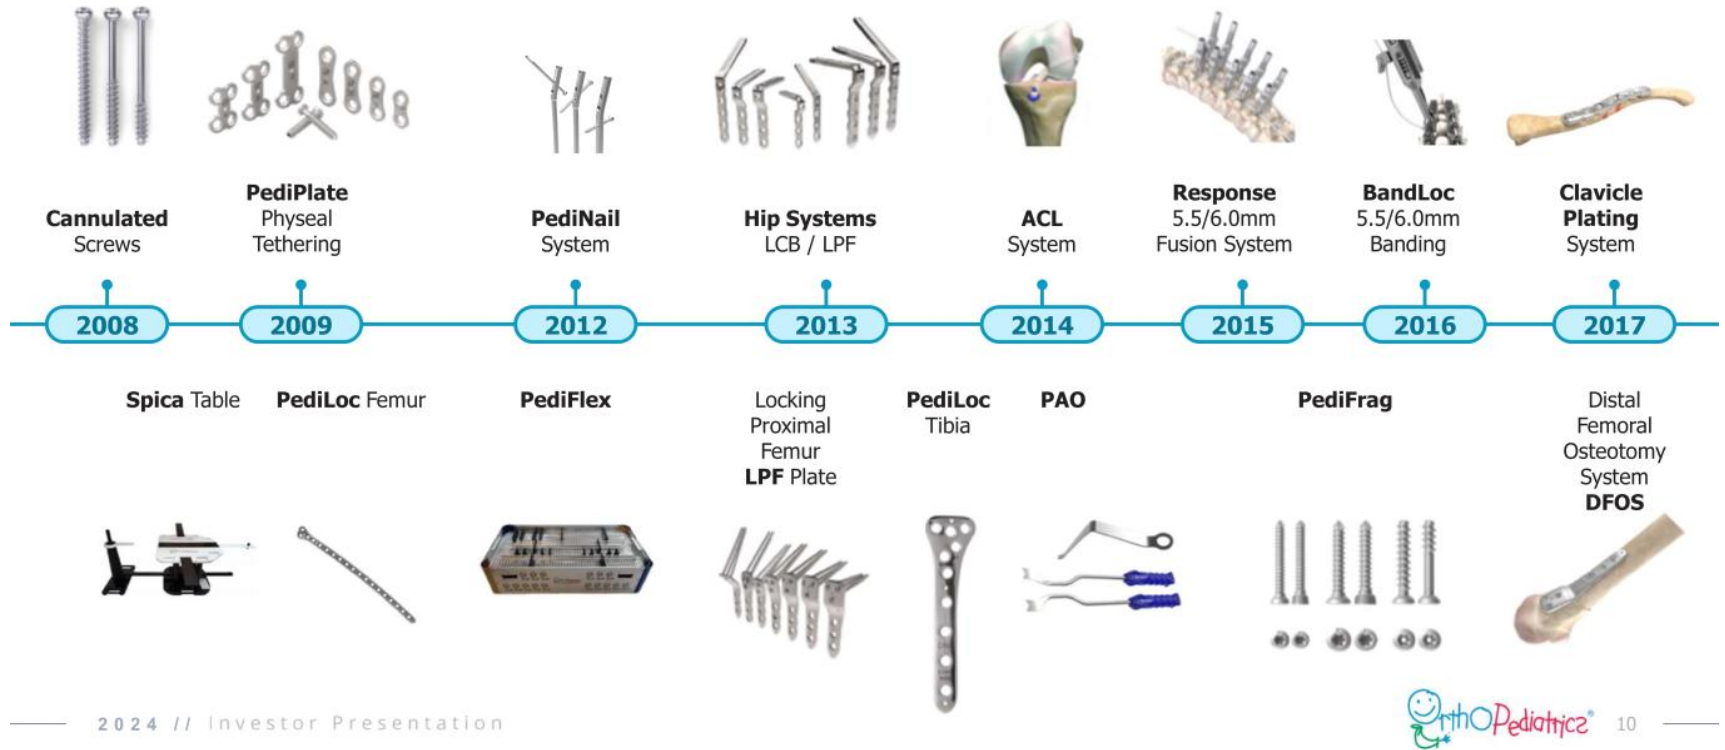 Cannulated
Screws
PediPlate
Physeal
Tethering
PediNail
System
Hip Systems
LCB / LPF
ACL
System
Response
5.5/6.0mm
Fusion System
BandLoc
5.5/6.0mm
Banding
Clavicle
Plating
System
2008
2009
2012
2013
2014
2015
2016
2017
Spica Table
PediLoc Femur
PediFlex
Locking
Proximal
Femur
LPF Plate
PediLoc
Tibia
PAO
PediFrag
Distal
Femoral
Osteotomy
System
DFOS
2024 // Investor Presentation
OrthoPediatrics®
10